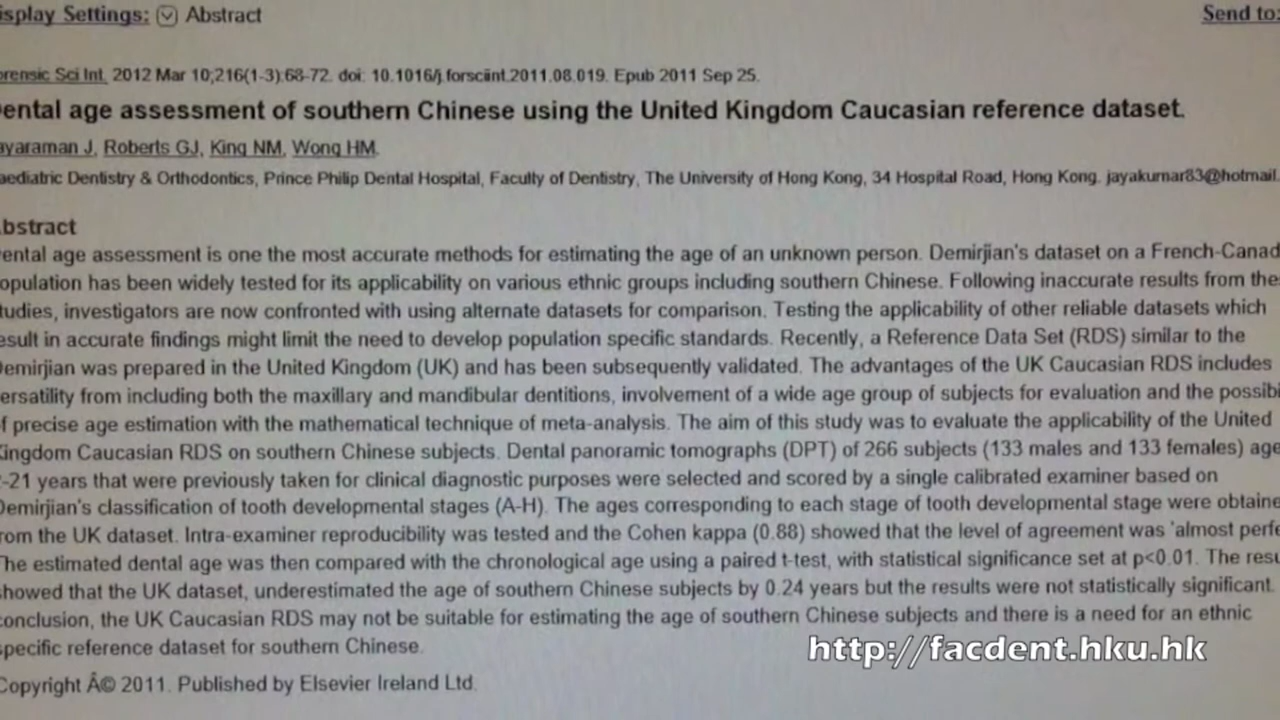 isplay Settings: Abstract
Send to:
orensic Sci Int. 2012 Mar 10;216(1-3):68-72. doi: 10.1016/j.forsciint.2011.08.019. Epub 2011 Sep 25.
ental age assessment of southern Chinese using the United Kingdom Caucasian reference dataset.
ayaraman J, Roberts GJ, King NM, Wong HM.
aediatric Dentistry & Orthodontics, Prince Philip Dental Hospital, Faculty of Dentistry, The University of Hong Kong, 34 Hospital Road, Hong Kong. jayakumar83@hotmail.
bstract
ental age assessment is one the most accurate methods for estimating the age of an unknown person. Demirjian's dataset on a French-Canad
opulation has been widely tested for its applicability on various ethnic groups including southern Chinese. Following inaccurate results from the
tudies, investigators are now confronted with using alternate datasets for comparison. Testing the applicability of other reliable datasets which
esult in accurate findings might limit the need to develop population specific standards. Recently, a Reference Data Set (RDS) similar to the
Demirjian was prepared in the United Kingdom (UK) and has been subsequently validated. The advantages of the UK Caucasian RDS includes
ersatility from including both the maxillary and mandibular dentitions, involvement of a wide age group of subjects for evaluation and the possibi
f precise age estimation with the mathematical technique of meta-analysis. The aim of this study was to evaluate the applicability of the United
Kingdom Caucasian RDS on southern Chinese subjects. Dental panoramic tomographs (DPT) of 266 subjects (133 males and 133 females) age
-21 years that were previously taken for clinical diagnostic purposes were selected and scored by a single calibrated examiner based on
Demirjian's classification of tooth developmental stages (A-H). The ages corresponding to each stage of tooth developmental stage were obtaine
rom the UK dataset. Intra-examiner reproducibility was tested and the Cohen kappa (0.88) showed that the level of agreement was 'almost perfe
The estimated dental age was then compared with the chronological age using a paired t-test, with statistical significance set at p<0.01. The resu
howed that the UK dataset, underestimated the age of southern Chinese subjects by 0.24 years but the results were not statistically significant.
conclusion, the UK Caucasian RDS may not be suitable for estimating the age of southern Chinese subjects and there is a need for an ethnic
specific reference dataset for southern Chinese.
http://facdent.hku.hk
Copyright Â© 2011. Published by Elsevier Ireland Ltd.